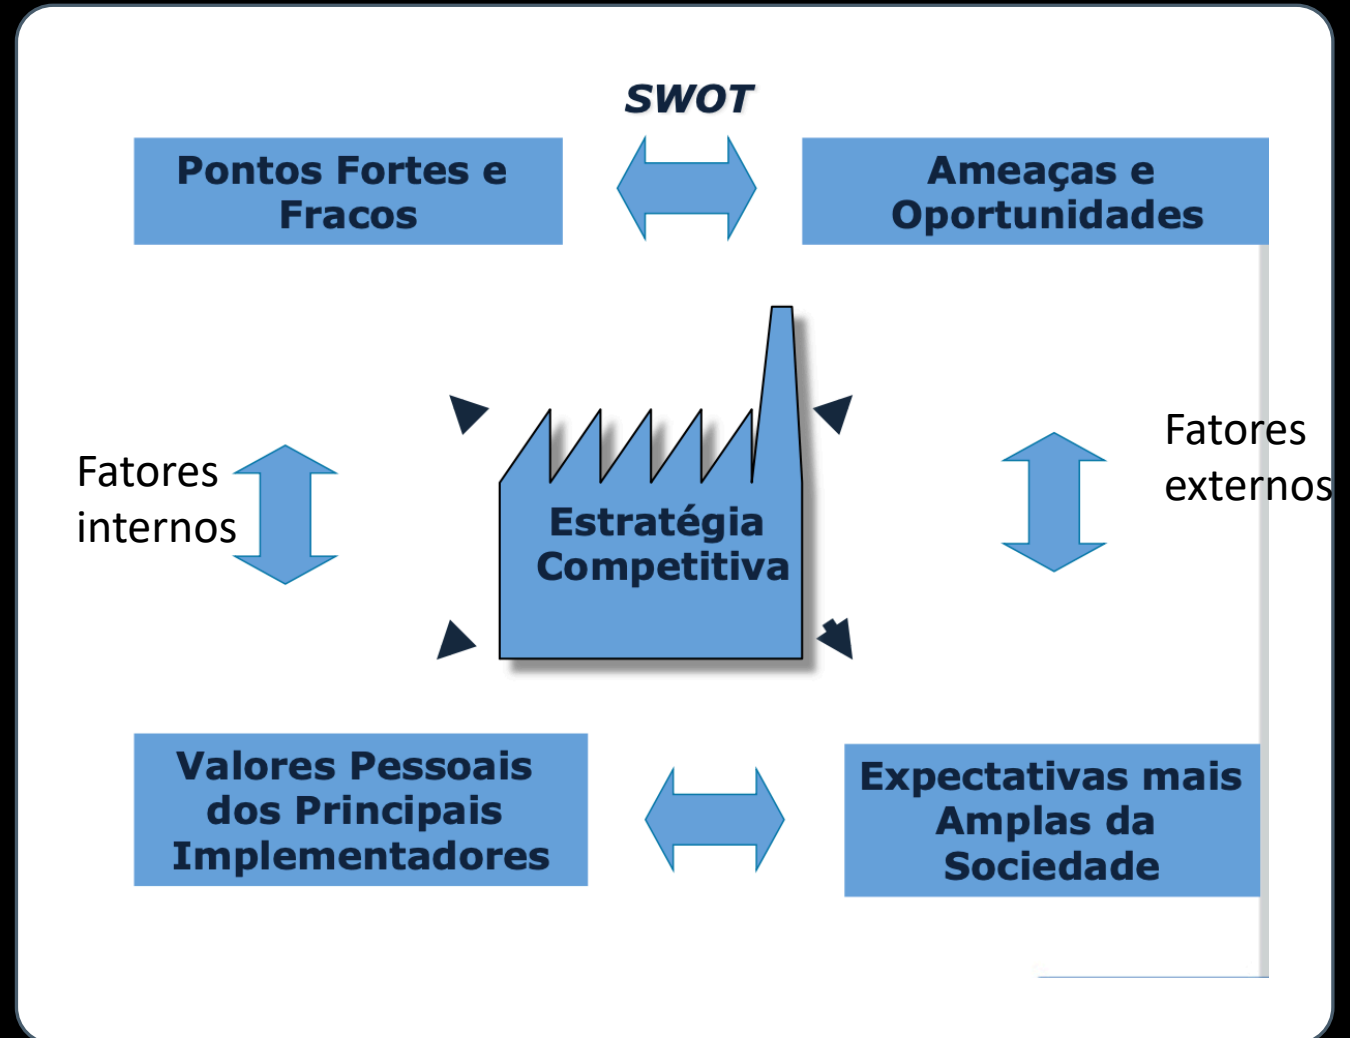 SWOT
Pontos Fortes e
Fracos
Ameaças e
Oportunidades
Fatores
internos
Estratégia
Competitiva
Fatores
externos
Valores Pessoais
dos Principais
Implementadores
Expectativas mais
Amplas da
Sociedade